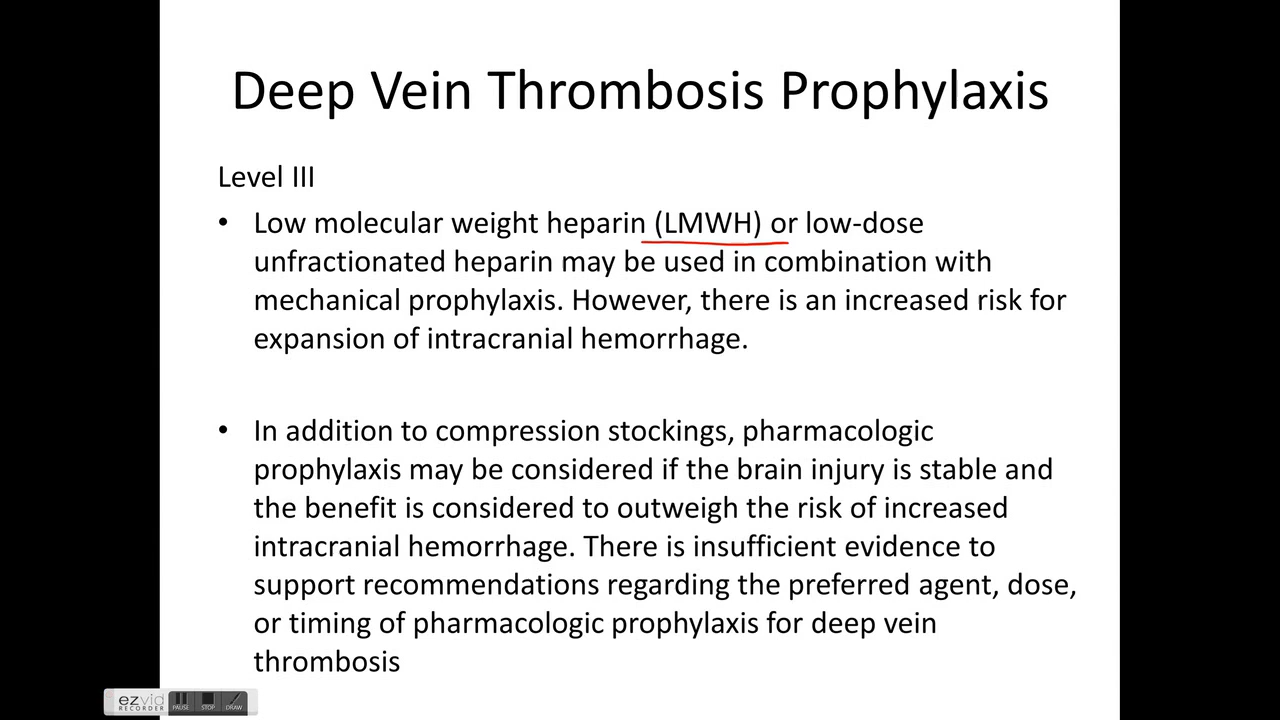 Deep Vein Thrombosis Prophylaxis
Level III
• Low molecular weight heparin (LMWH) or low-dose
unfractionated heparin may be used in combination with
mechanical prophylaxis. However, there is an increased risk for
expansion of intracranial hemorrhage.
• In addition to compression stockings, pharmacologic
prophylaxis may be considered if the brain injury is stable and
the benefit is considered to outweigh the risk of increased
intracranial hemorrhage. There is insufficient evidence to
support recommendations regarding the preferred agent, dose,
or timing of pharmacologic prophylaxis for deep vein
thrombosis
ezvid
RECORDER
PAUSE STOP DRAW